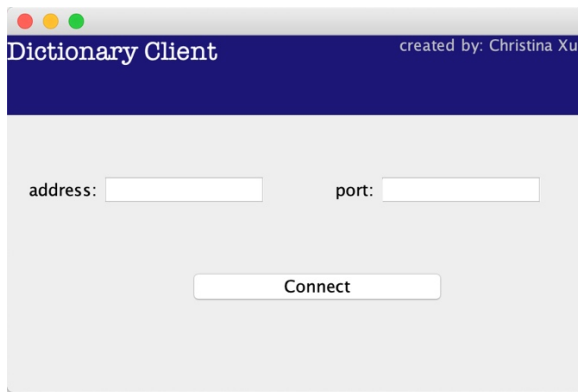 Dictionary Client
created by: Christina Xu
address:
port:
Connect